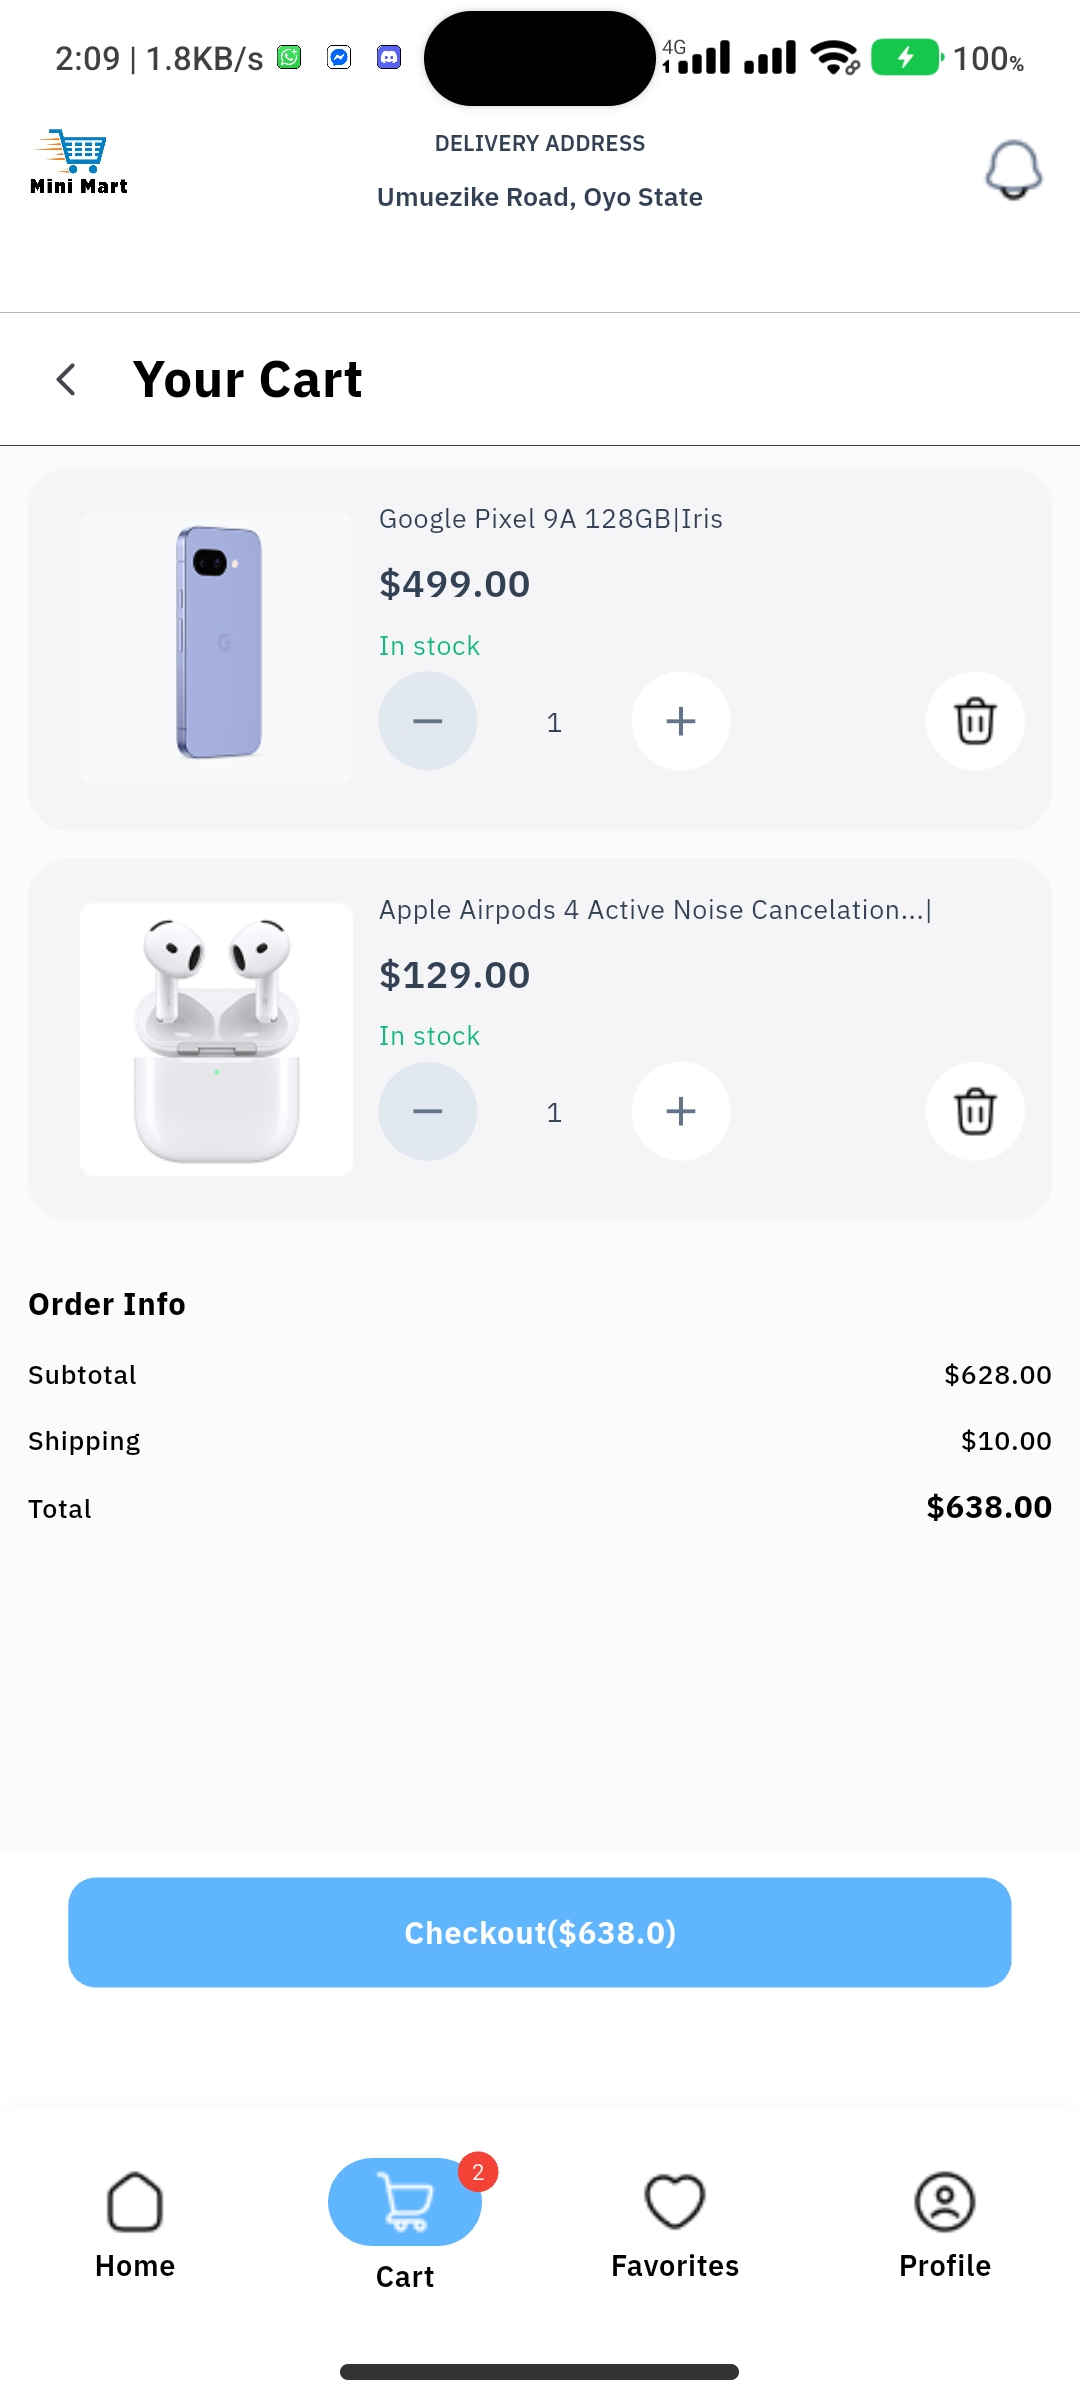 2:09 | 1.8KB/s
4G
100%
Mini Mart
DELIVERY ADDRESS
Umuezike Road, Oyo State
Your Cart
Google Pixel 9A 128GB|Iris
$499.00
In stock
1
Apple Airpods 4 Active Noise Cancelation...|
$129.00
In stock
1
Order Info
Subtotal $628.00
Shipping $10.00
Total $638.00
Checkout($638.0)
2
Home
Cart
Favorites
Profile